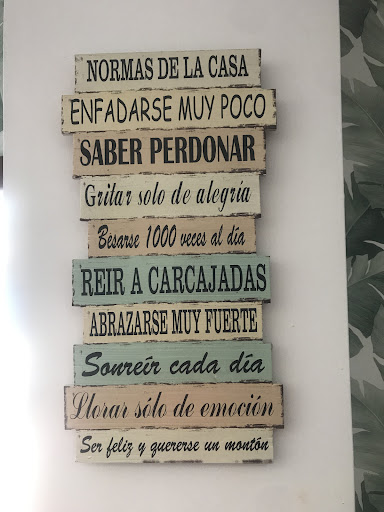 NORMAS DE LA CASA
ENFADARSE MUY POCO
SABER PERDONAR
Gritar solo de alegría
Besarse 1000 veces al día
REIR A CARCAJADAS
ABRAZARSE MUY FUERTE
Sonreír cada día
Llorar sólo de emoción
Ser feliz y quererse un montón